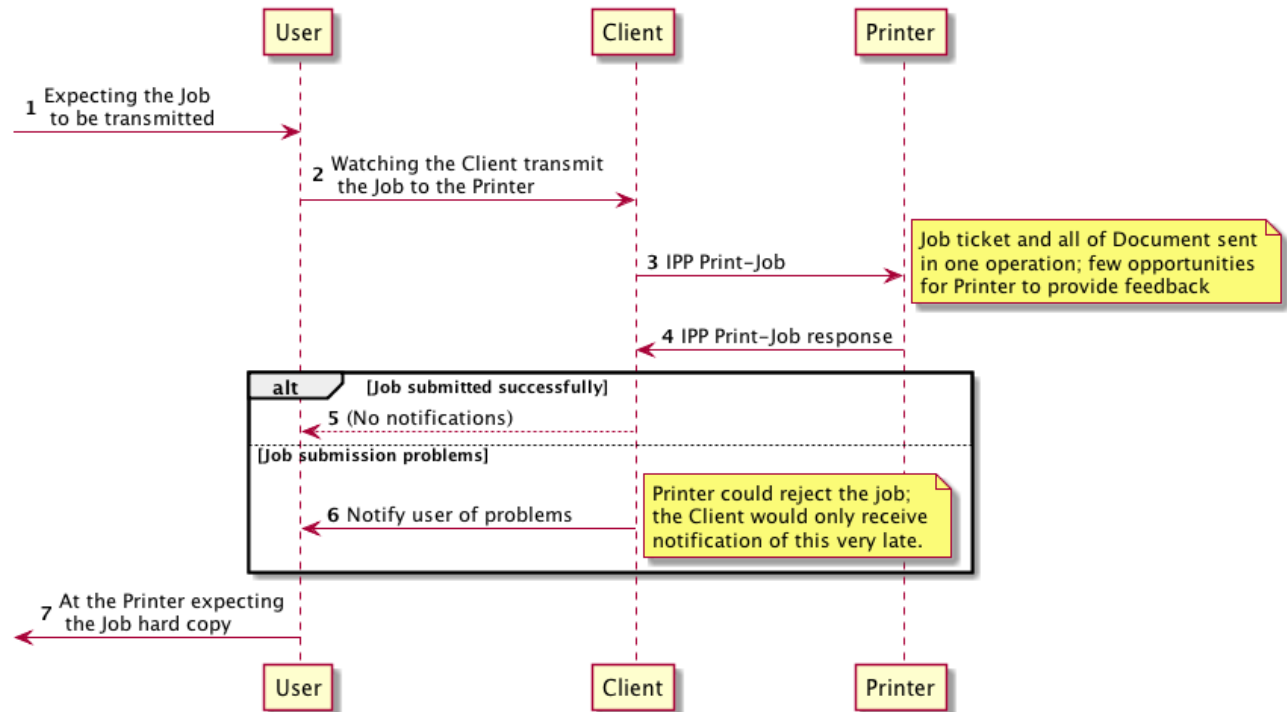 User
Client
Printer
1 Expecting the Job
to be transmitted
2 Watching the Client transmit
the Job to the Printer
3 IPP Print-Job
Job ticket and all of Document sent
in one operation; few opportunities
for Printer to provide feedback
4 IPP Print-Job response
alt [Job submitted successfully]
5 (No notifications)
[Job submission problems]
6 Notify user of problems
Printer could reject the job;
the Client would only receive
notification of this very late.
7 At the Printer expecting
the Job hard copy
User
Client
Printer